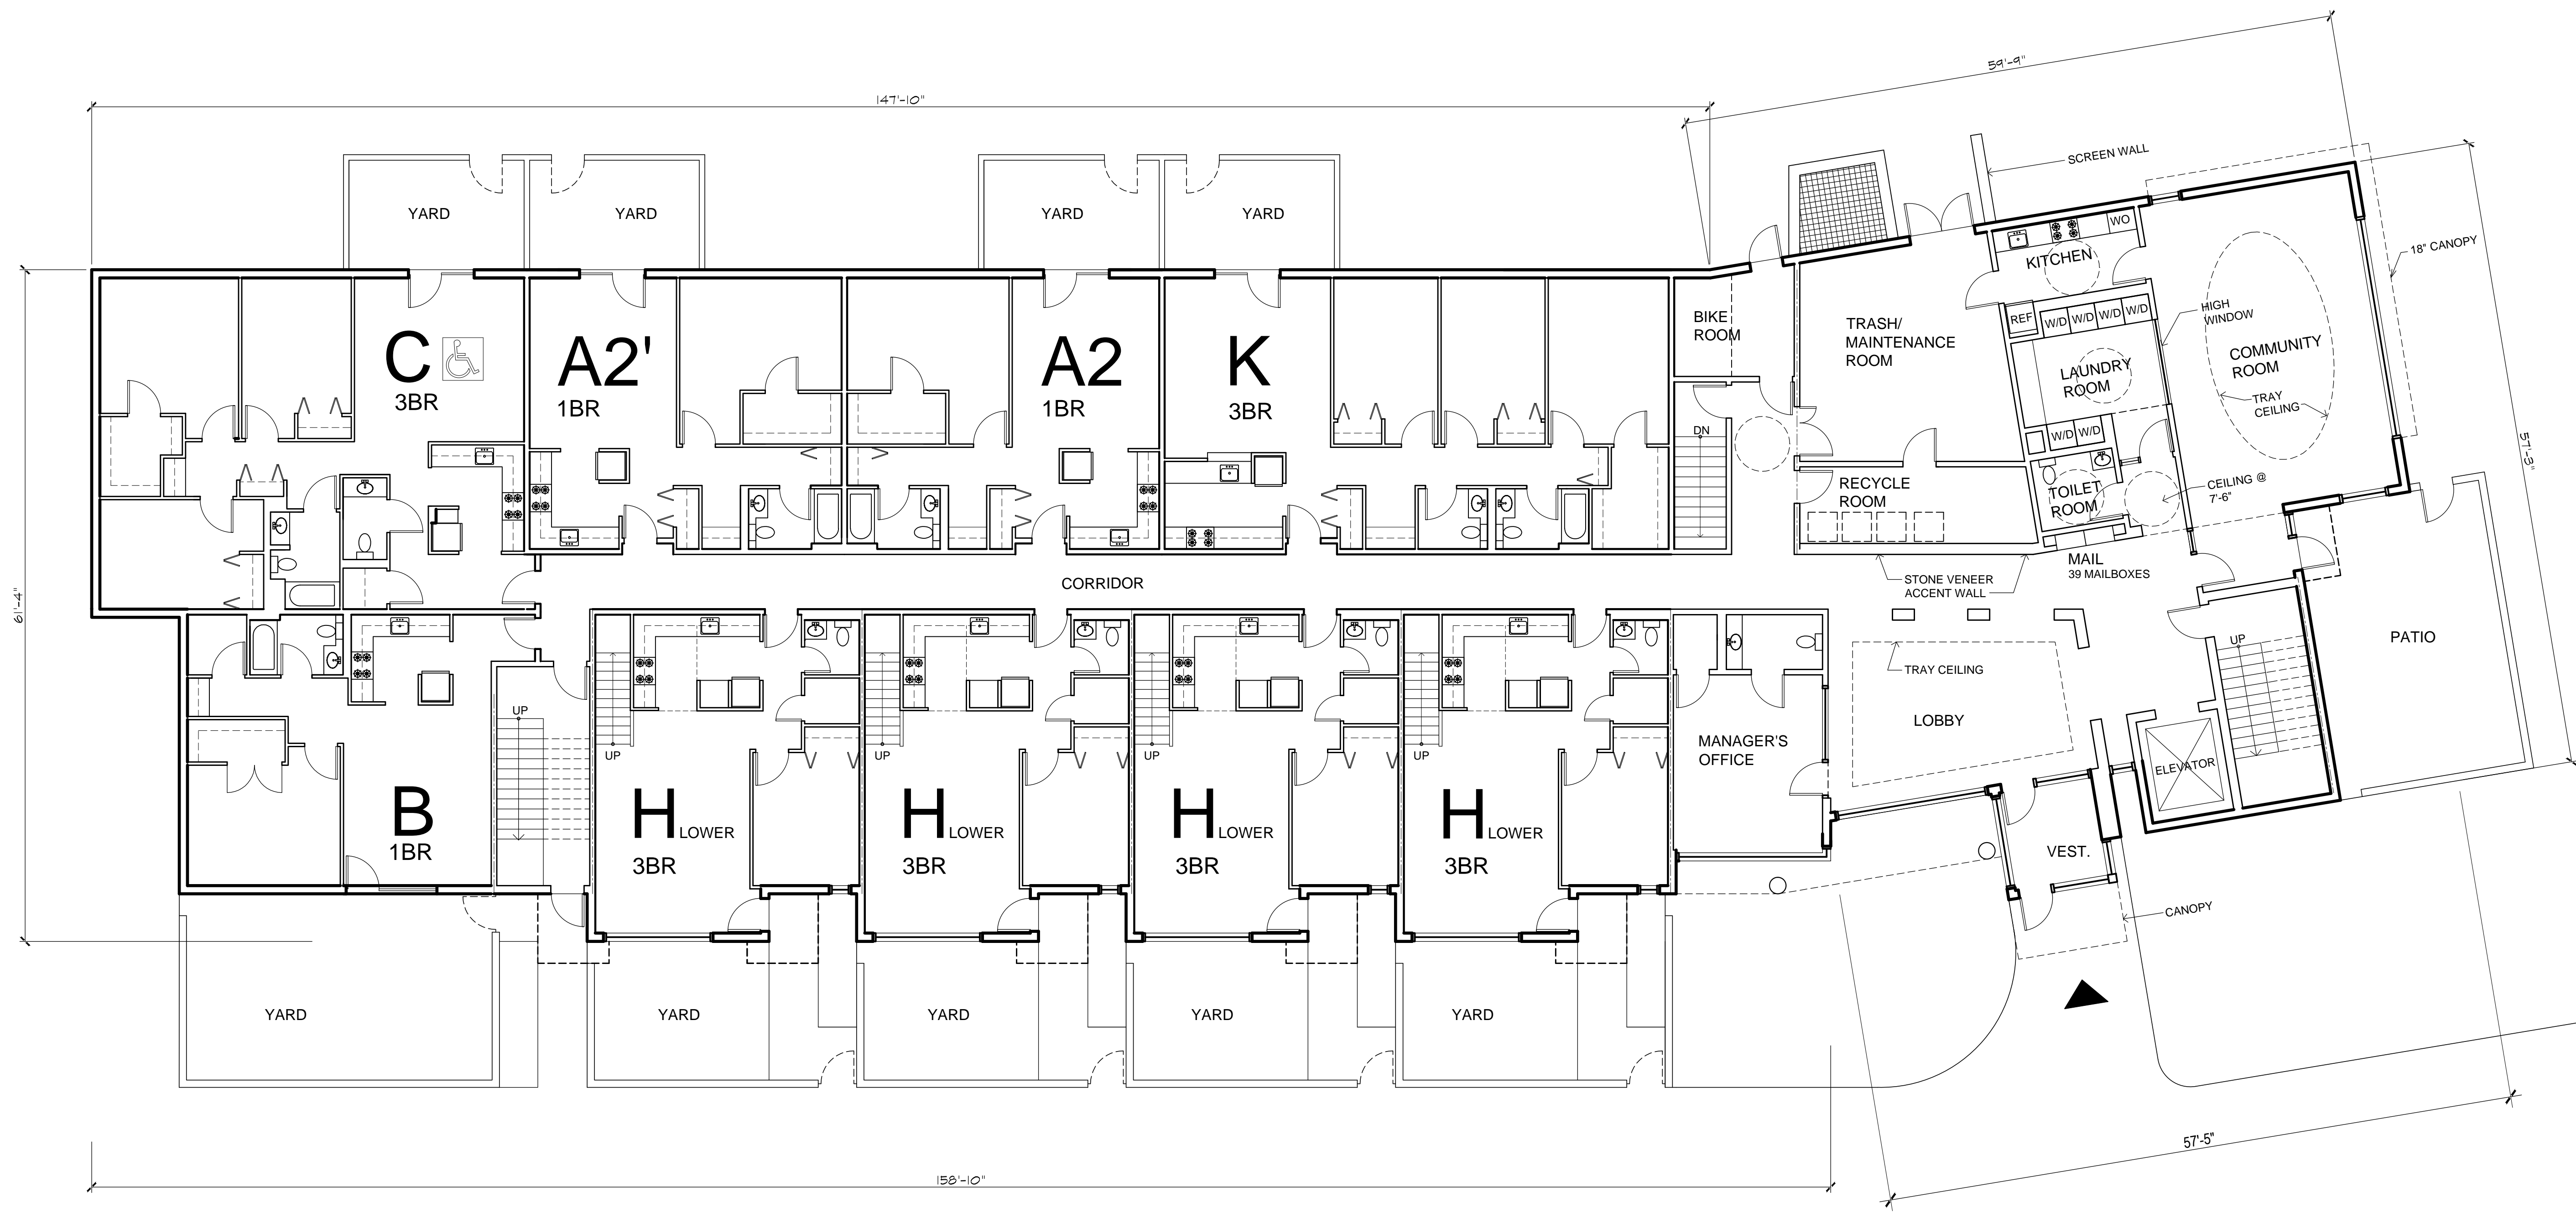 59'-9"
147'-10"
SCREEN WALL
YARD
YARD
YARD
YARD
WO
KITCHEN
18" CANOPY
HIGH
WINDOW
REF
W/D
W/D
W/D
W/D
BIKE
ROOM
TRASH/
MAINTENANCE
ROOM
C
3BR
A2'
1BR
A2
1BR
K
3BR
LAUNDRY
ROOM
COMMUNITY
ROOM
TRAY
CEILING
DN
W/D
W/D
57'-3"
RECYCLE
ROOM
TOILET
ROOM
CEILING @
7'-6"
MAIL
39 MAILBOXES
STONE VENEER
ACCENT WALL
CORRIDOR
61'-4"
UP
PATIO
TRAY CEILING
LOBBY
UP
UP
UP
UP
UP
MANAGER'S
OFFICE
ELEVATOR
B
1BR
H LOWER
3BR
H LOWER
3BR
H LOWER
3BR
H LOWER
3BR
VEST.
CANOPY
YARD
YARD
YARD
YARD
YARD
57'-5"
158'-10"